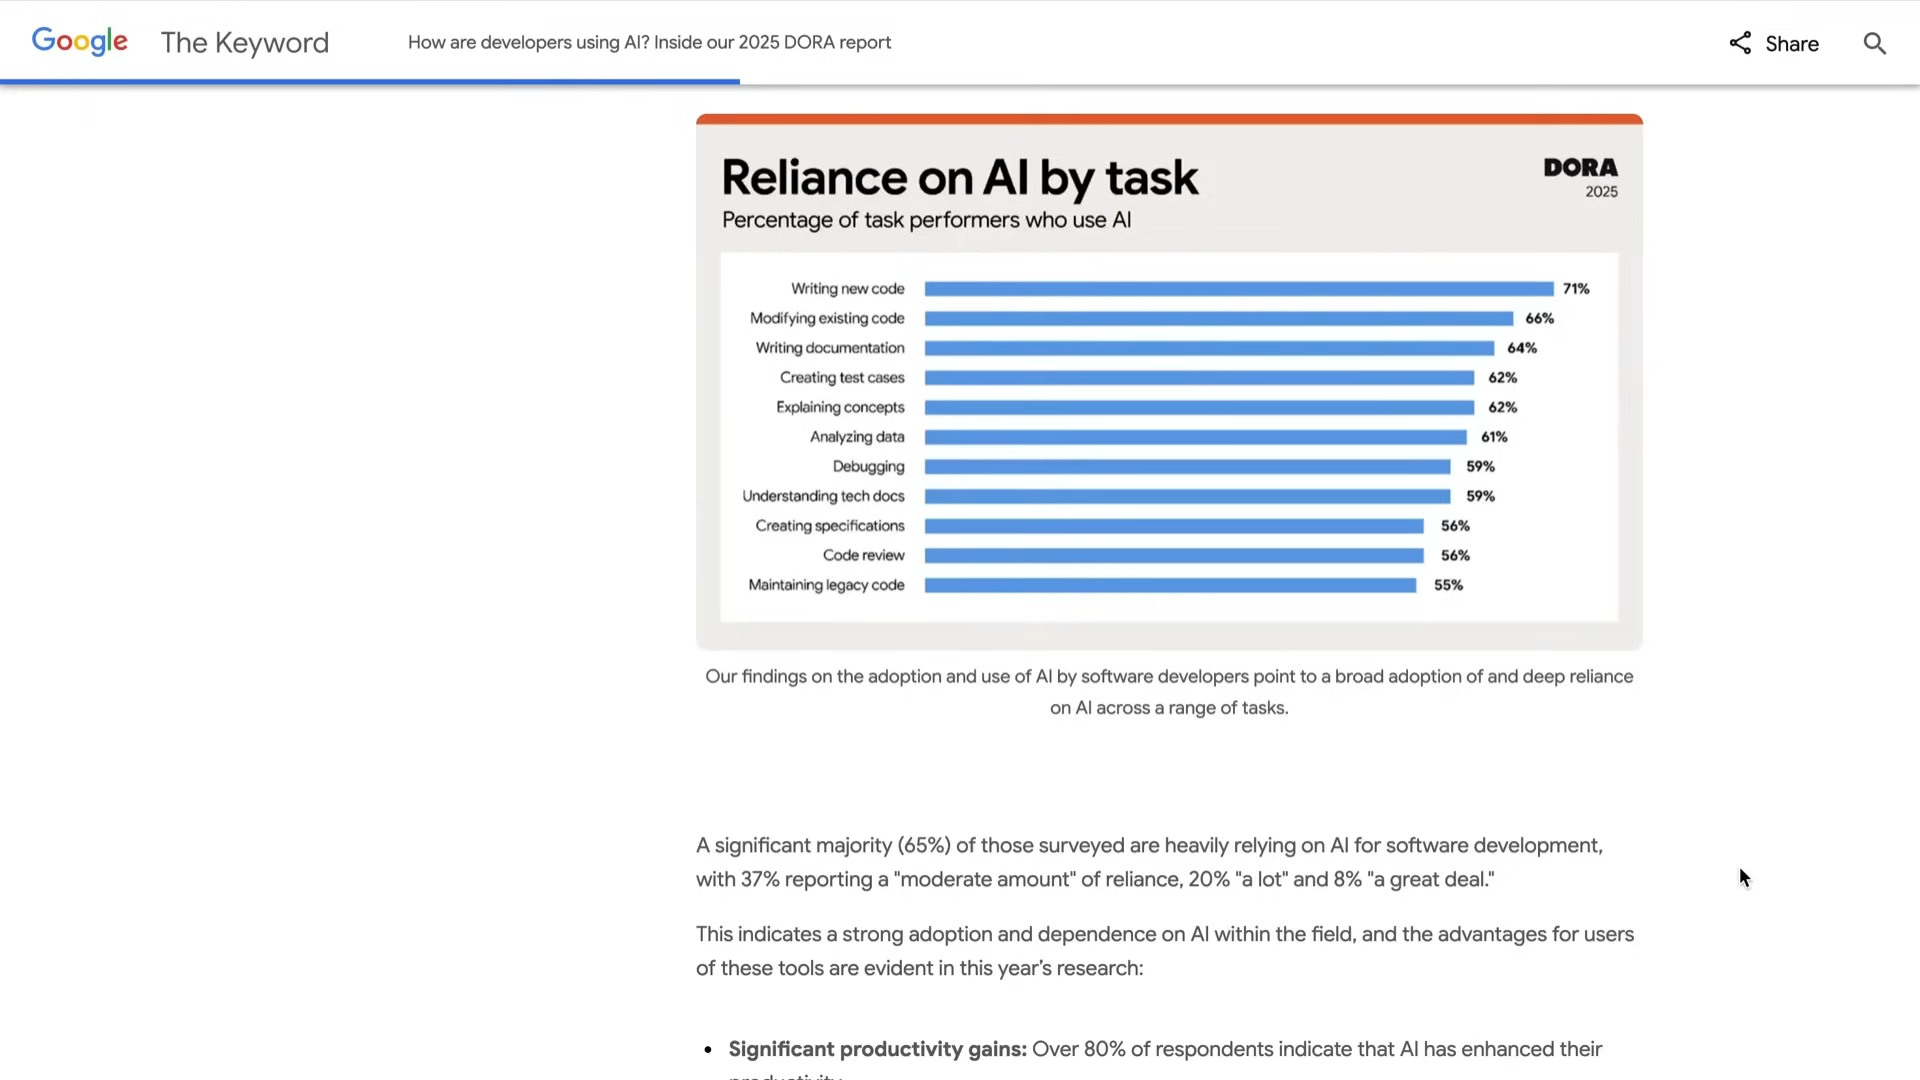 Google The Keyword How are developers using AI? Inside our 2025 DORA report Share
Reliance on AI by task
DORA
2025
Percentage of task performers who use AI
Writing new code 71%
Modifying existing code 66%
Writing documentation 64%
Creating test cases 62%
Explaining concepts 62%
Analyzing data 61%
Debugging 59%
Understanding tech docs 59%
Creating specifications 56%
Code review 56%
Maintaining legacy code 55%
Our findings on the adoption and use of AI by software developers point to a broad adoption of and deep reliance
on AI across a range of tasks.
A significant majority (65%) of those surveyed are heavily relying on AI for software development,
with 37% reporting a "moderate amount" of reliance, 20% "a lot" and 8% "a great deal."
This indicates a strong adoption and dependence on AI within the field, and the advantages for users
of these tools are evident in this year’s research:
• Significant productivity gains: Over 80% of respondents indicate that AI has enhanced their